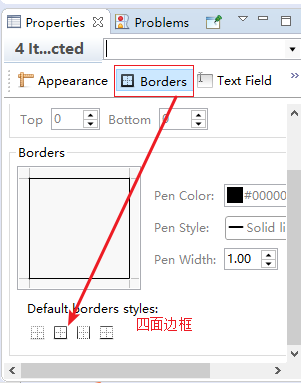 Properties Problems
4 It...cted
Appearance Borders Text Field »
Top 0 Bottom
Borders
Pen Color: #00000
Pen Style: Solid li
Pen Width: 1.00
Default borders styles:
四面边框